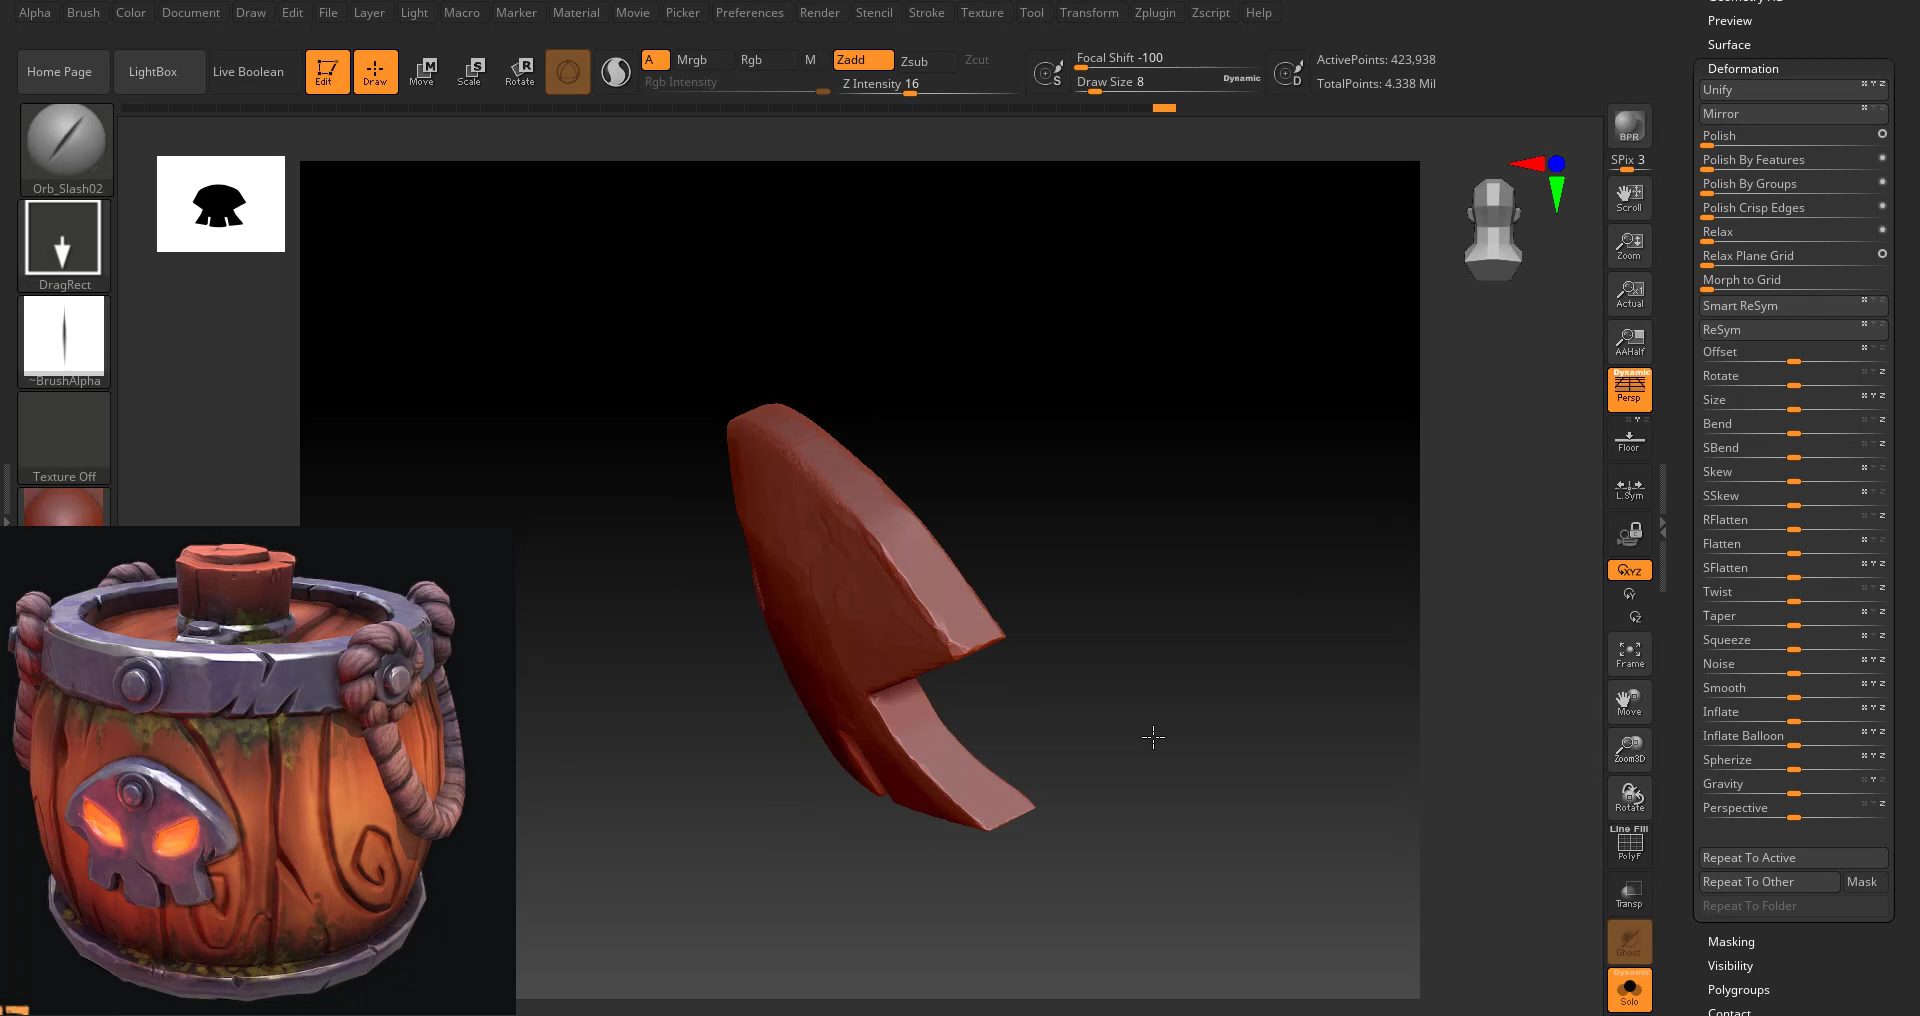 Alpha Brush Color Document Draw Edit File Layer Light Macro Marker Material Movie Picker Preferences Render Stencil Stroke Texture Tool Transform Zplugin Zscript Help
Home Page
LightBox
Live Boolean
Edit
Draw
M
Move
S
Scale
R
Rotate
A
Mrgb
Rgb
M
Zadd
Zsub
Zcut
Rgb Intensity
Z Intensity 16
S
Focal Shift -100
Draw Size 8
Dynamic
D
ActivePoints: 423,938
TotalPoints: 4.338 Mil
Orb_Slash02
DragRect
~BrushAlpha
Texture Off
BPR
SPix 3
Scroll
Zoom
Actual
AAHalf
Dynamic
Persp
Floor
L.Sym
XYZ
Y
Z
Frame
Move
Zoom3D
Rotate
Line Fill
PolyF
Transp
Ghost
Dynamic
Solo
Preview
Surface
Deformation
Unify
Mirror
Polish
Polish By Features
Polish By Groups
Polish Crisp Edges
Relax
Relax Plane Grid
Morph to Grid
Smart ReSym
ReSym
Offset
Rotate
Size
Bend
SBend
Skew
SSkew
RFlatten
Flatten
SFlatten
Twist
Taper
Squeeze
Noise
Smooth
Inflate
Inflate Balloon
Spherize
Gravity
Perspective
Repeat To Active
Repeat To Other
Mask
Repeat To Folder
Masking
Visibility
Polygroups